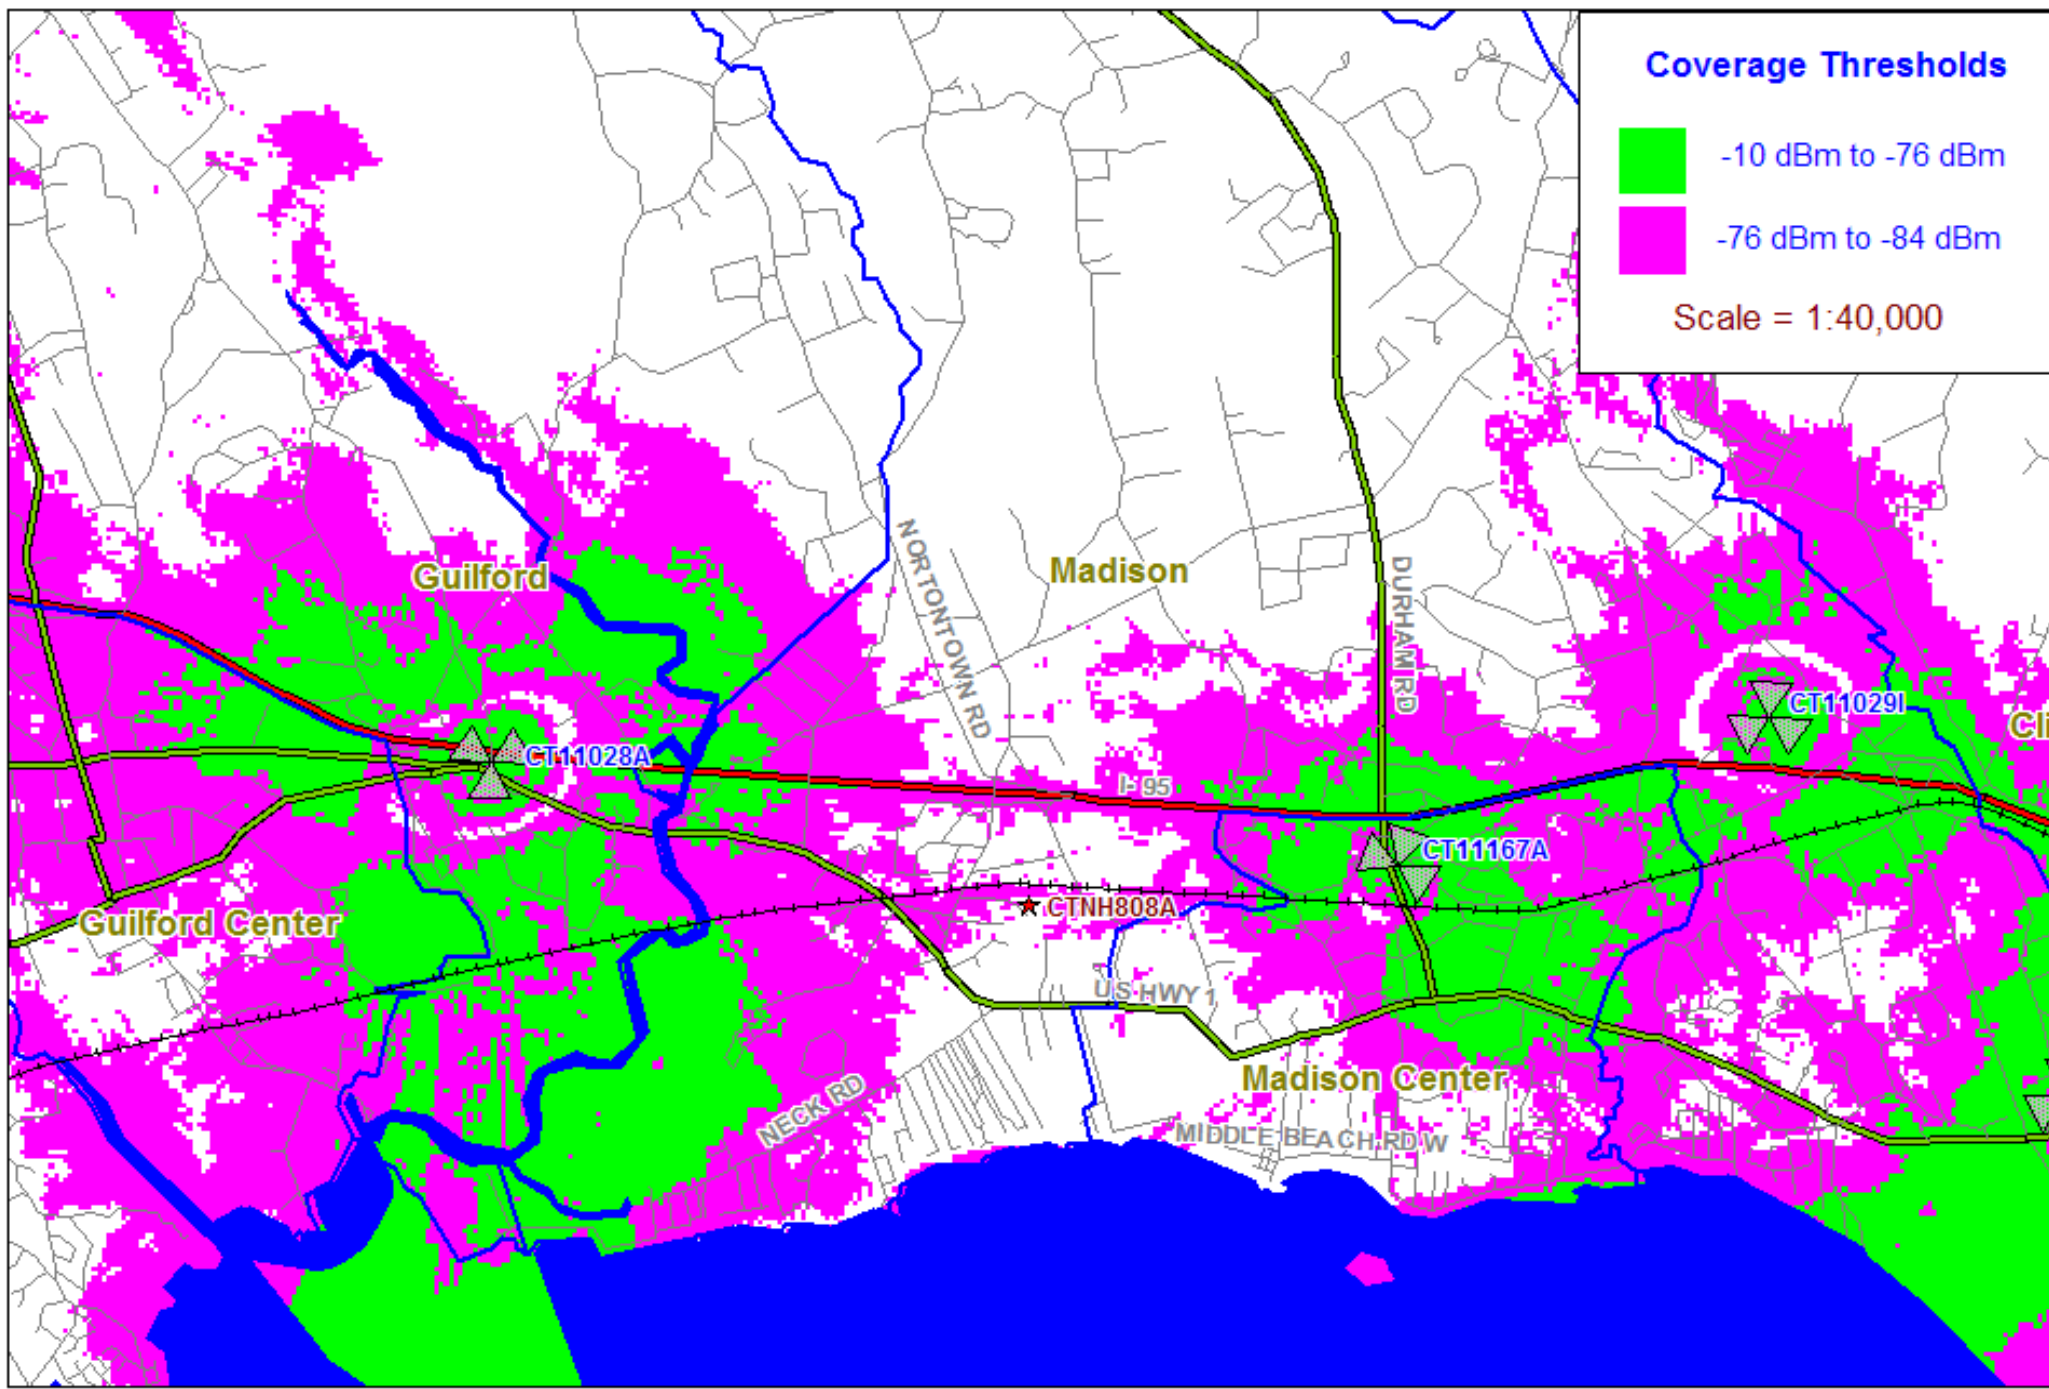 Coverage Thresholds
-10 dBm to -76 dBm
-76 dBm to -84 dBm
Scale = 1:40,000
Guilford
Madison
NORTONTOWN RD
DURHAM RD
CT11029I
Cli
CT11028A
I- 95
CT11167A
CTNH808A
Guilford Center
US HWY 1
Madison Center
NECK RD
MIDDLE BEACH RD W